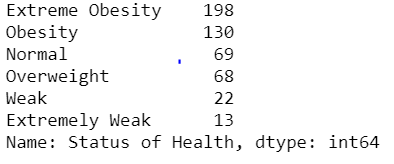 Extreme Obesity 198
Obesity 130
Normal 69
Overweight 68
Weak 22
Extremely Weak 13
Name: Status of Health, dtype: int64